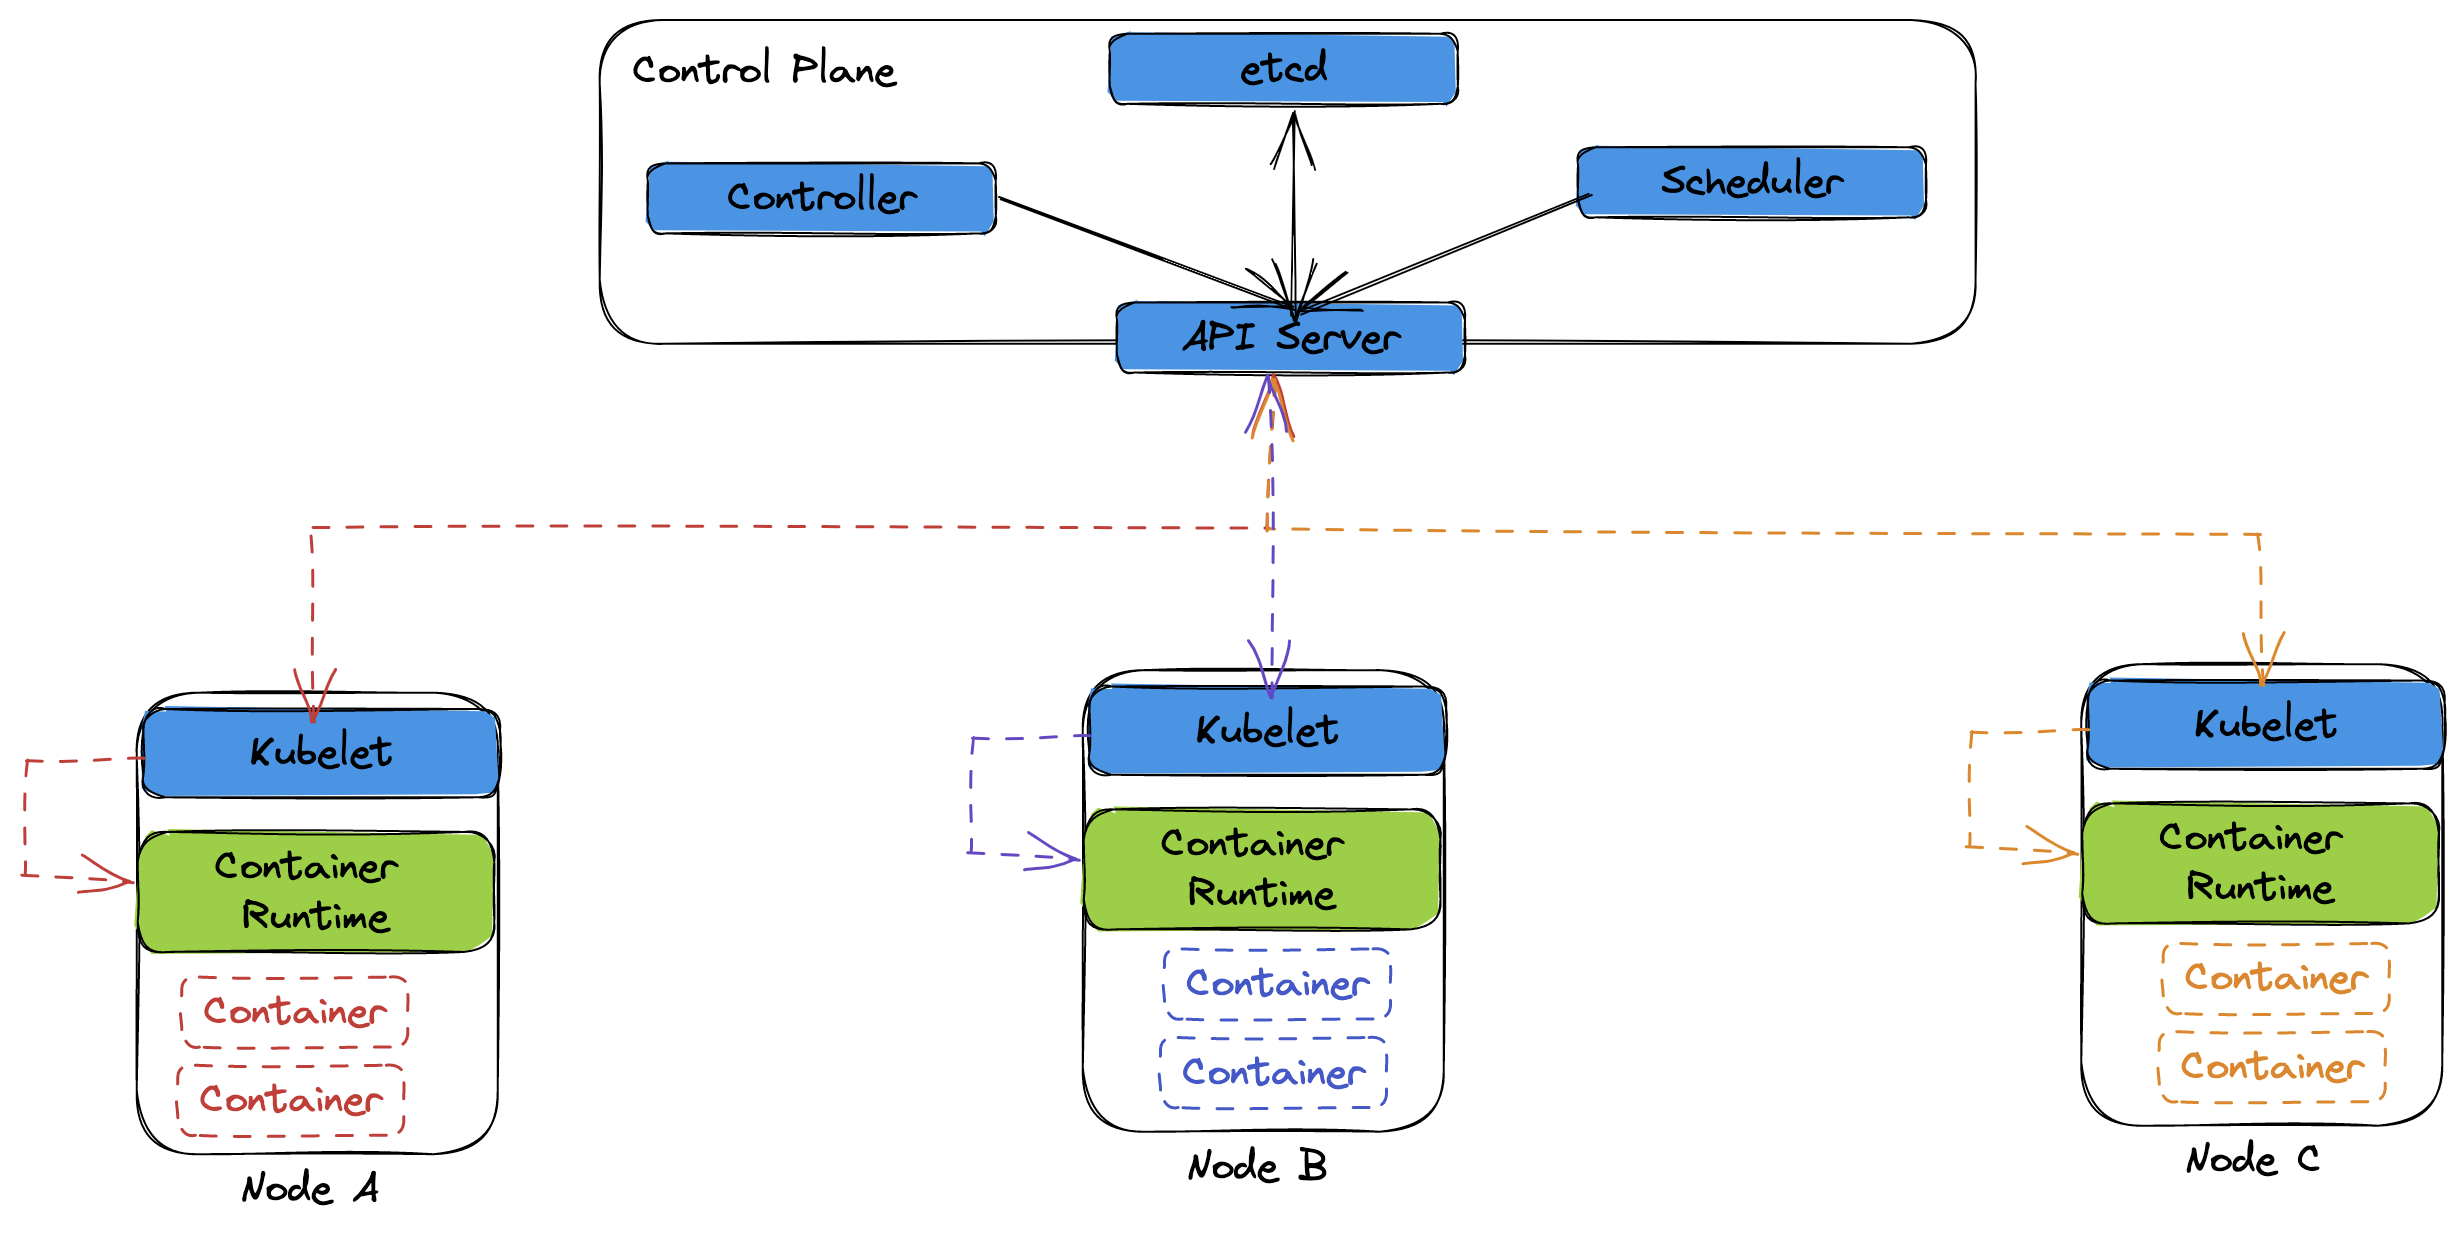 Control Plane
etcd
Controller
Scheduler
API Server
Kubelet
Container
Runtime
Container
Container
Node A
Kubelet
Container
Runtime
Container
Container
Node B
Kubelet
Container
Runtime
Container
Container
Node C